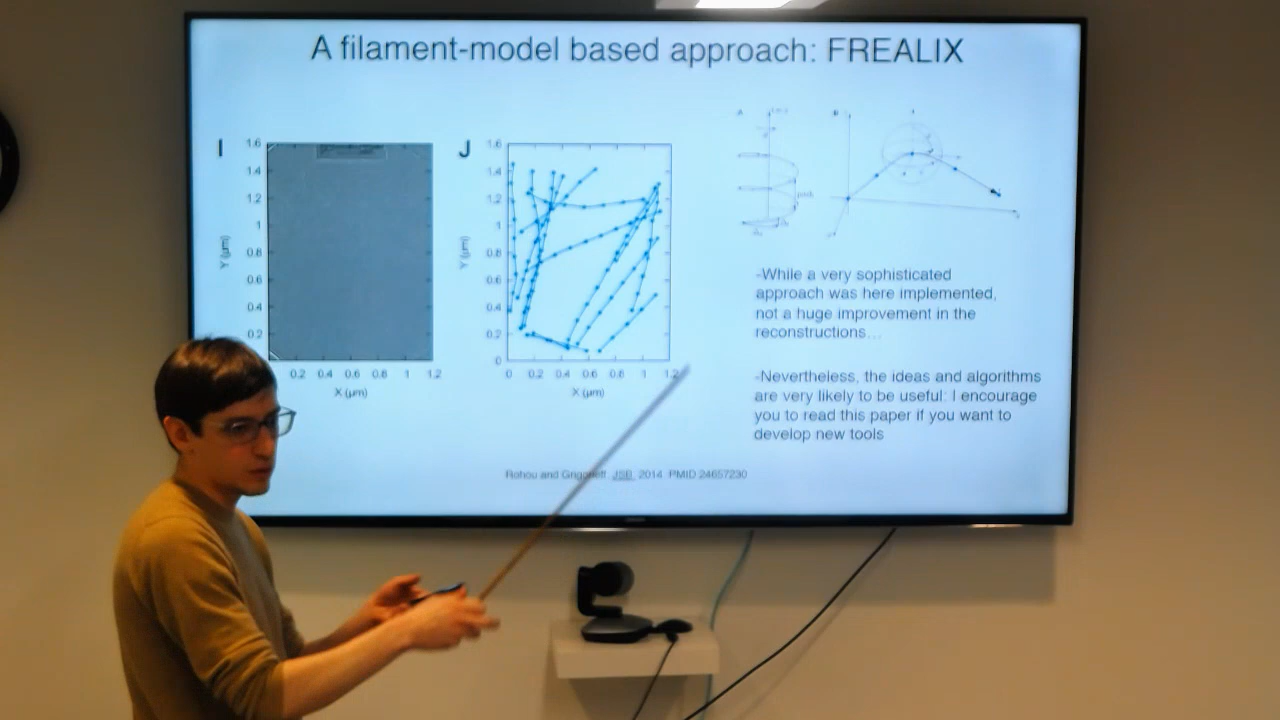 A filament-model based approach: FREALIX
I
1.6
1.4
1.2
1
0.8
0.6
0.4
0.2
Y (μm)
0.2 0.4 0.6 0.8 1 1.2
X (μm)
J
1.6
1.4
1.2
1
0.8
0.6
0.4
0.2
0
Y (μm)
0 0.2 0.4 0.6 0.8 1 1.2
X (μm)
A
B
-While a very sophisticated
approach was here implemented,
not a huge improvement in the
reconstructions...
-Nevertheless, the ideas and algorithms
are very likely to be useful: I encourage
you to read this paper if you want to
develop new tools
Rohou and Grigorieff JSB 2014 PMID 24657230